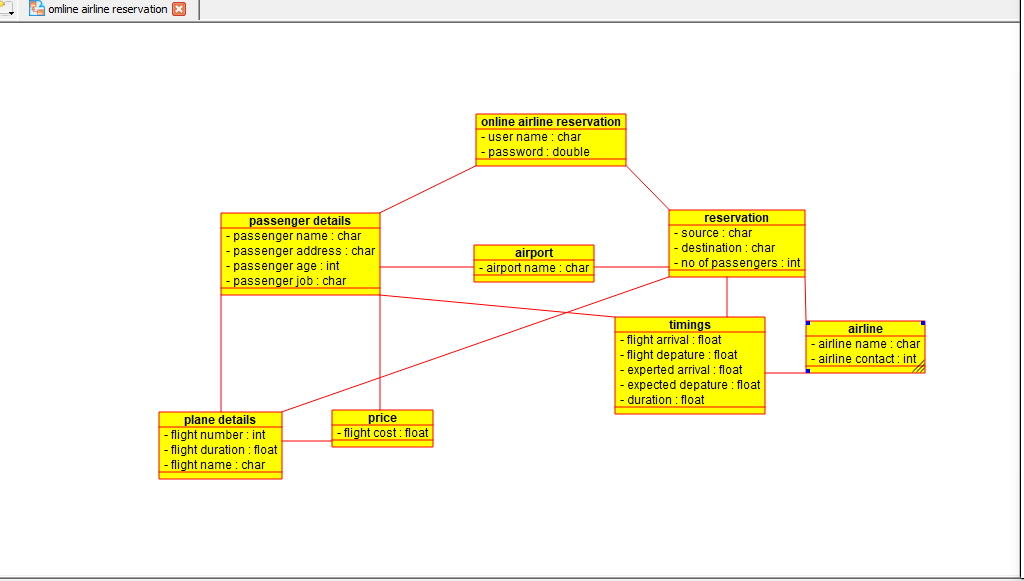 omline airline reservation
online airline reservation
- user name : char
- password : double
passenger details
- passenger name : char
- passenger address : char
- passenger age : int
- passenger job : char
airport
- airport name : char
reservation
- source : char
- destination : char
- no of passengers : int
timings
- flight arrival : float
- flight depature : float
- experted arrival : float
- expected depature : float
- duration : float
airline
- airline name : char
- airline contact : int
plane details
- flight number : int
- flight duration : float
- flight name : char
price
- flight cost : float